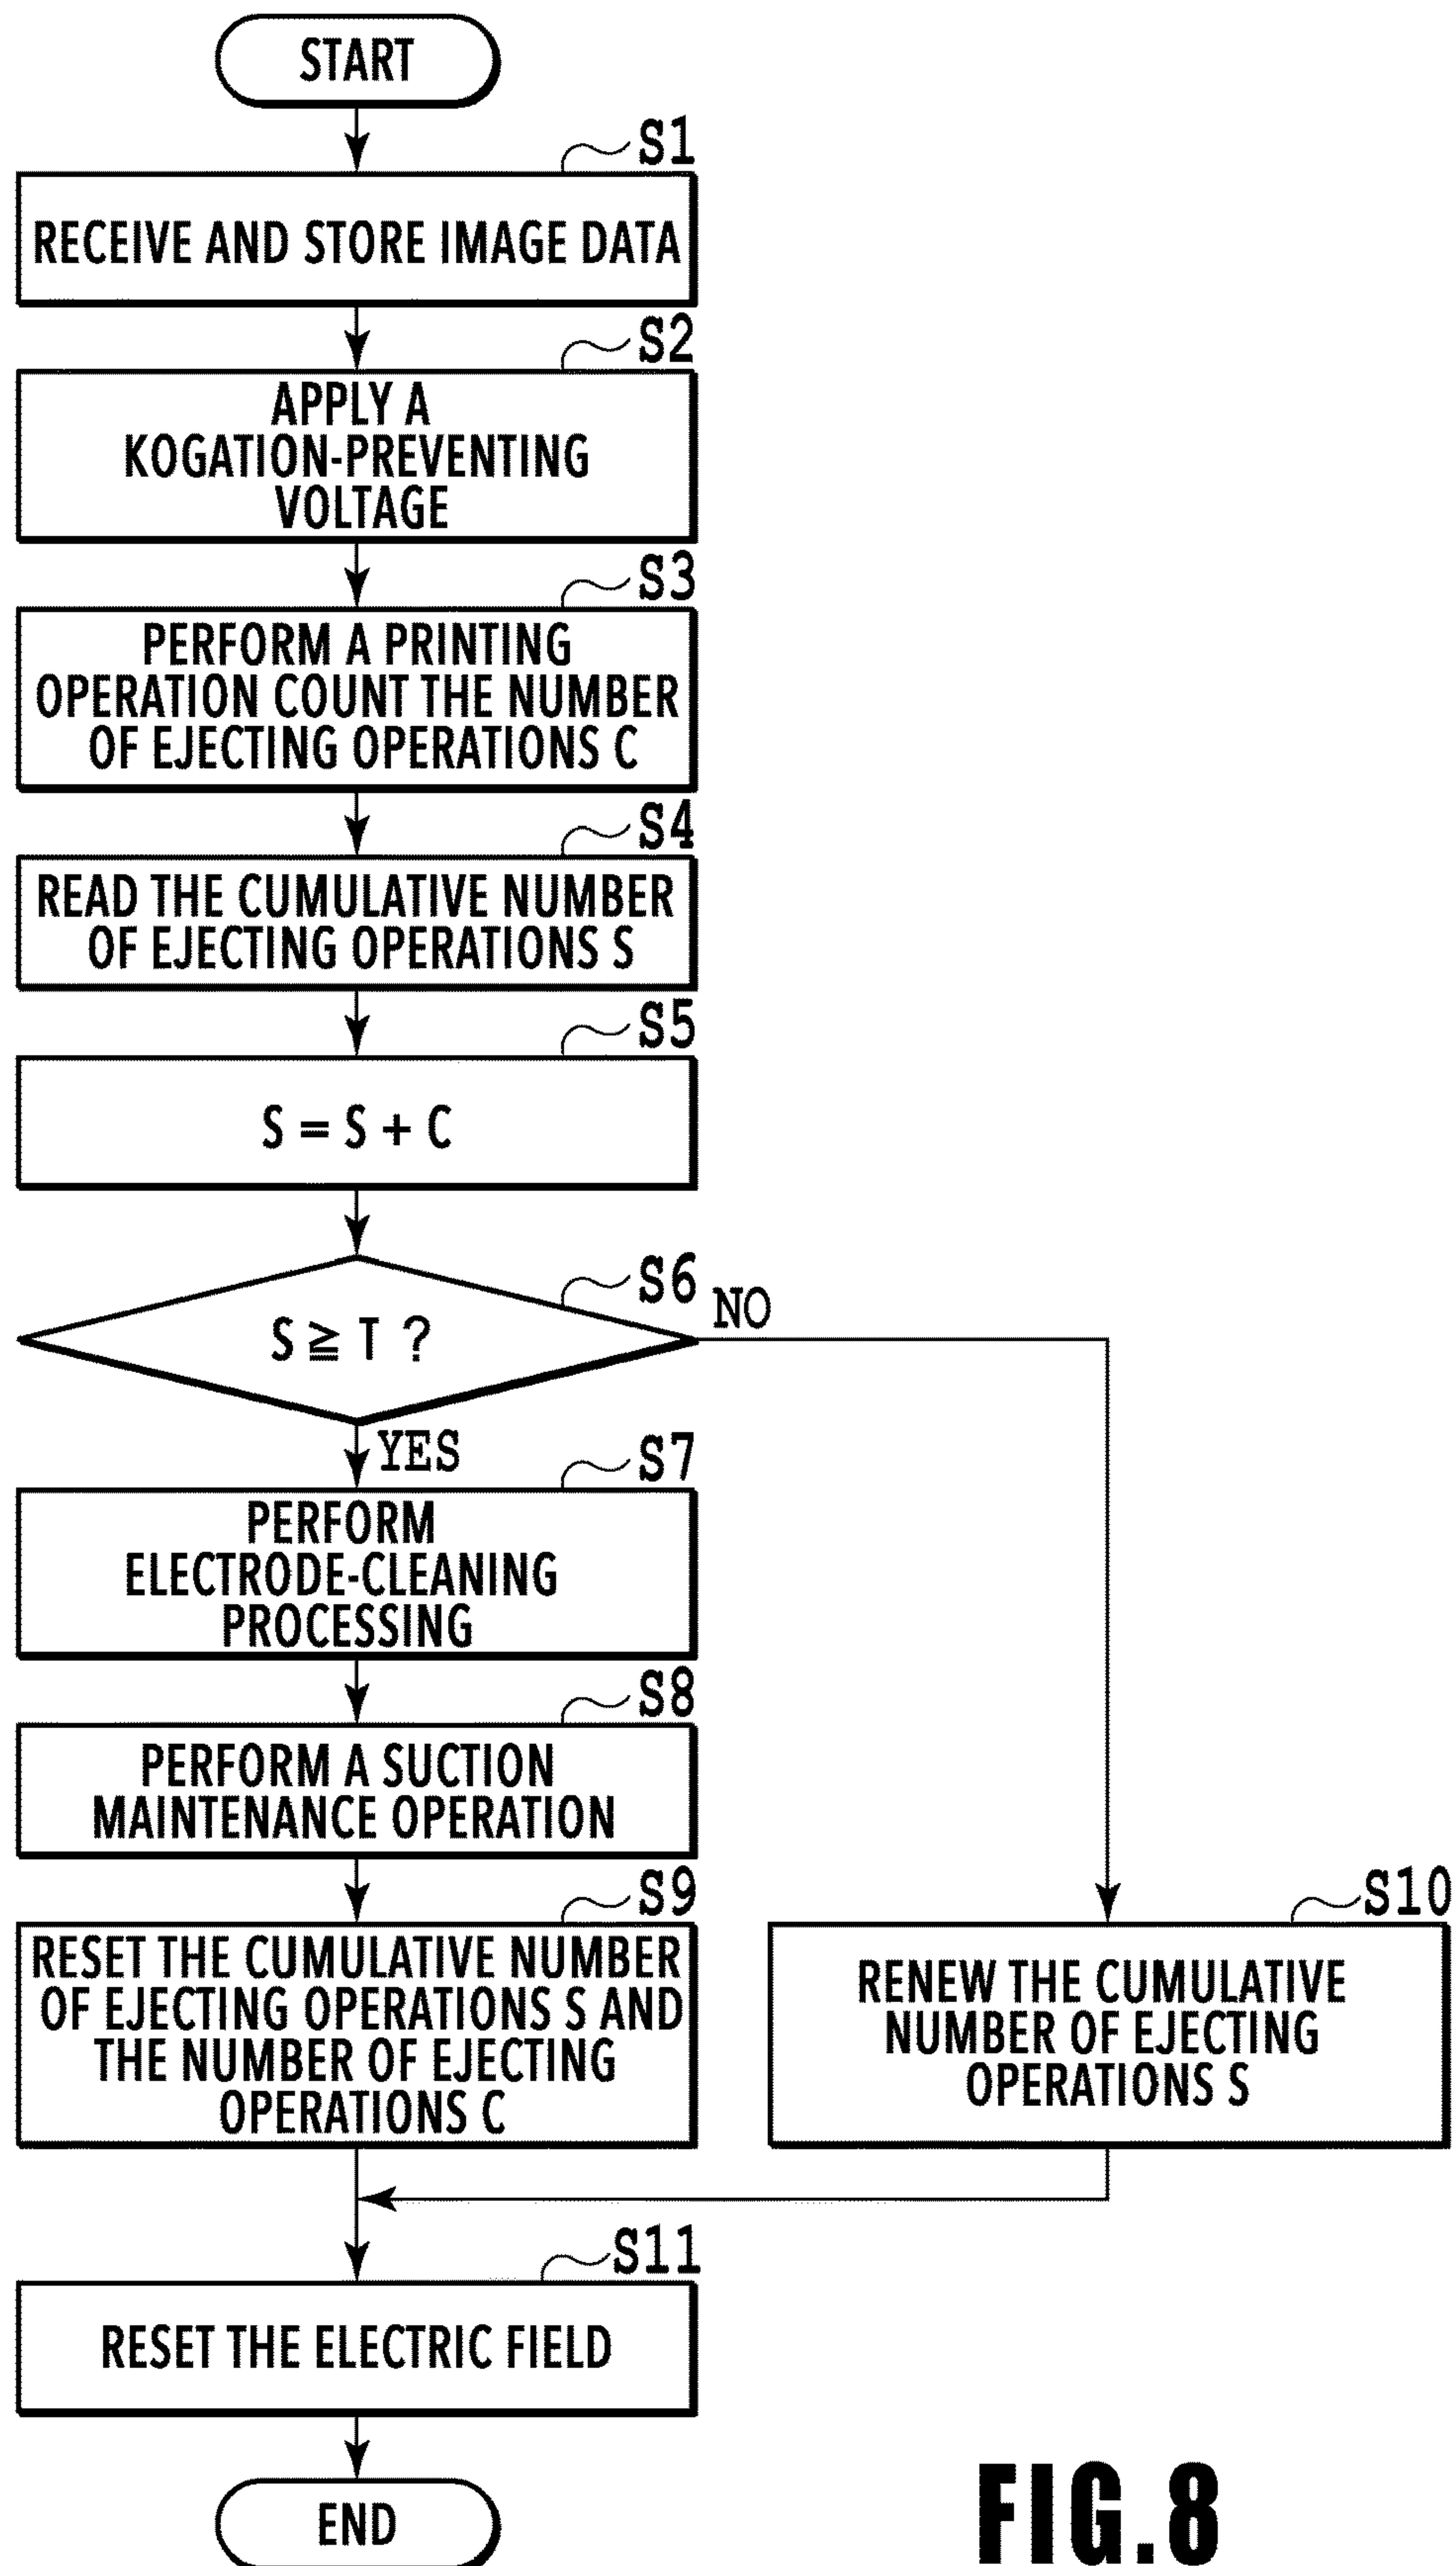 START
S1
RECEIVE AND STORE IMAGE DATA
S2
APPLY A
KOGATION-PREVENTING
VOLTAGE
S3
PERFORM A PRINTING
OPERATION COUNT THE NUMBER
OF EJECTING OPERATIONS C
S4
READ THE CUMULATIVE NUMBER
OF EJECTING OPERATIONS S
S5
S = S + C
S6
S ≧ T ?
NO
YES
S7
PERFORM
ELECTRODE-CLEANING
PROCESSING
S8
PERFORM A SUCTION
MAINTENANCE OPERATION
S9
RESET THE CUMULATIVE NUMBER
OF EJECTING OPERATIONS S AND
THE NUMBER OF EJECTING
OPERATIONS C
S10
RENEW THE CUMULATIVE
NUMBER OF EJECTING
OPERATIONS S
S11
RESET THE ELECTRIC FIELD
END
FIG.8